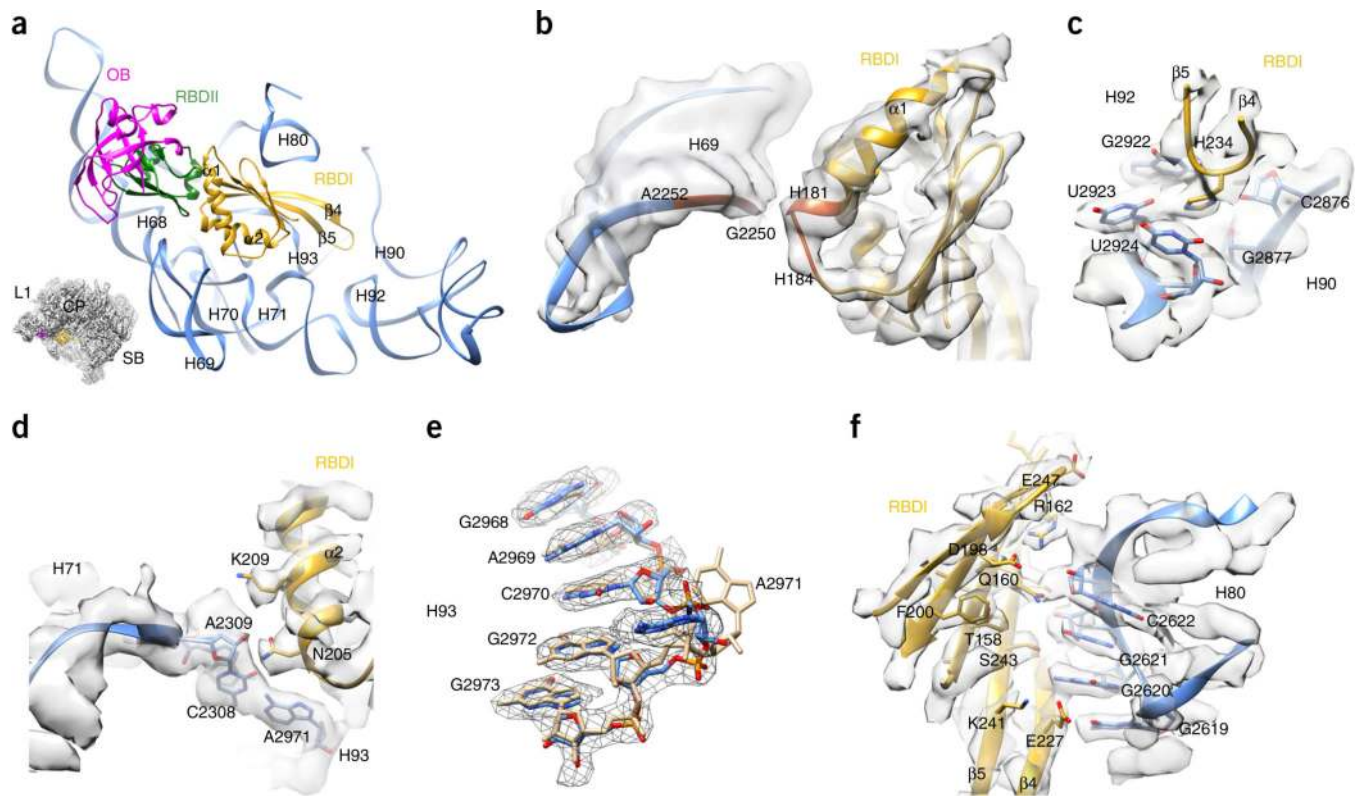 a
OB
RBDII
H80
α1
RBDI
β4
H68
β5
α2
H93
H90
L1
CP
H70
H71
H92
SB
H69
b
RBDI
α1
H69
A2252
H181
G2250
H184
c
β5
RBDI
β4
H92
G2922
H234
U2923
C2876
U2924
G2877
H90
d
RBDI
H71
K209
α2
A2309
N205
C2308
A2971
H93
e
G2968
A2969
A2971
C2970
H93
G2972
G2973
f
E247
RBDI
R162
D198
Q160
H80
F200
C2622
T158
S243
G2621
G2620
K241
G2619
E227
β5
β4